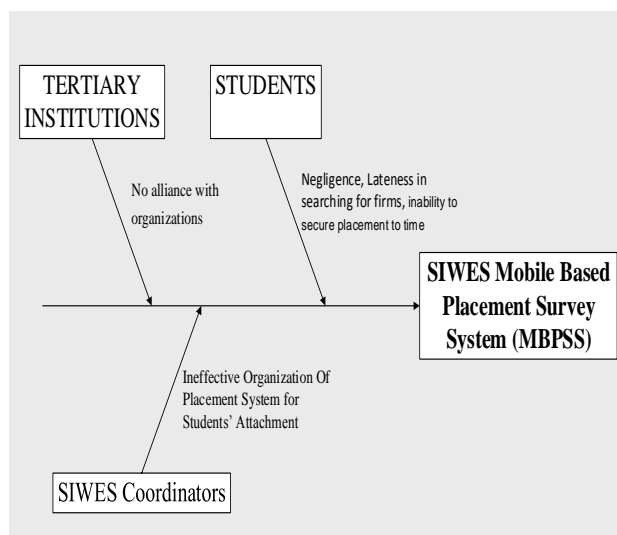 TERTIARY
INSTITUTIONS
STUDENTS
No alliance with
organizations
Negligence, Lateness in
searching for firms, inability to
secure placement to time
SIWES Mobile Based
Placement Survey
System (MBPSS)
Ineffective Organization Of
Placement System for
Students’ Attachment
SIWES Coordinators